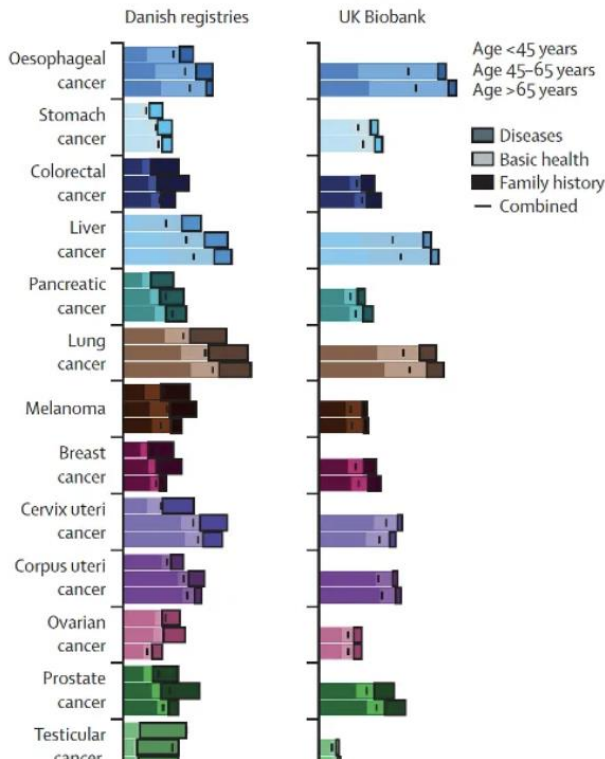 Danish registries
UK Biobank
Age <45 years
Age 45–65 years
Age >65 years
Diseases
Basic health
Family history
Combined
Oesophageal
cancer
Stomach
cancer
Colorectal
cancer
Liver
cancer
Pancreatic
cancer
Lung
cancer
Melanoma
Breast
cancer
Cervix uteri
cancer
Corpus uteri
cancer
Ovarian
cancer
Prostate
cancer
Testicular
cancer